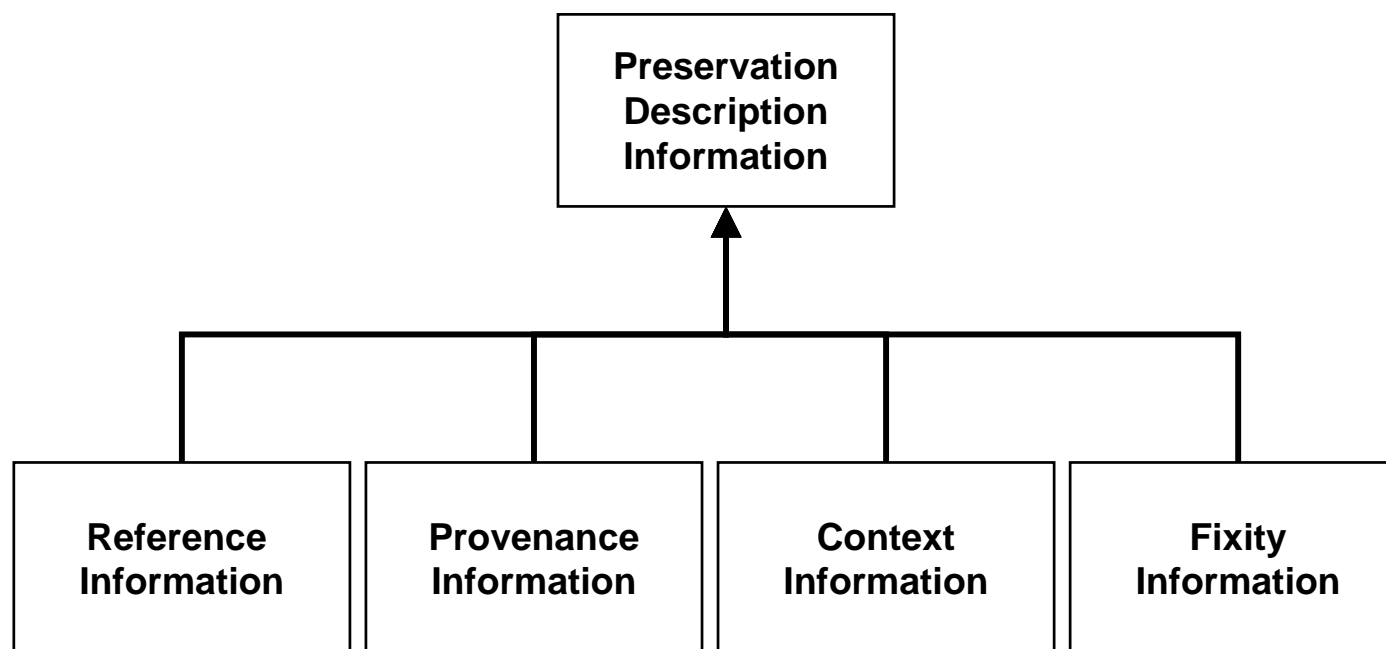 Preservation
Description
Information
Reference
Information
Provenance
Information
Context
Information
Fixity
Information